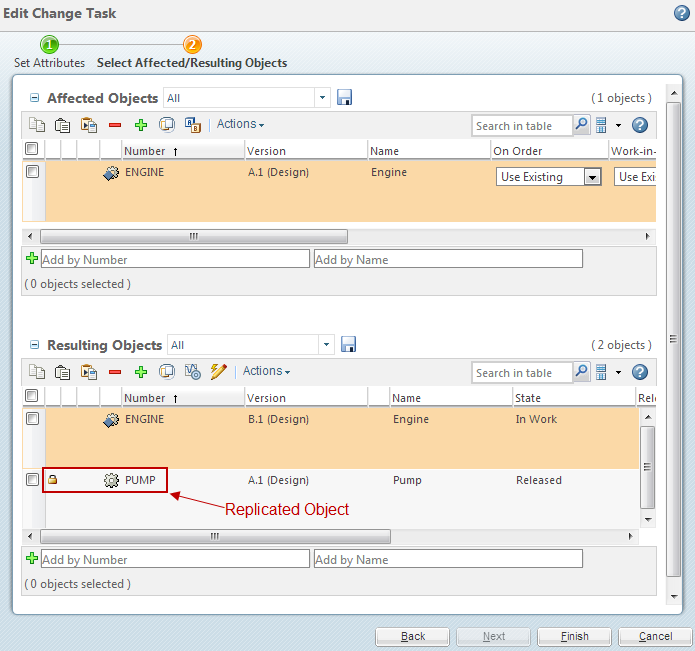 Edit Change Task
1 2
Set Attributes Select Affected/Resulting Objects
Affected Objects All (1 objects )
Actions Search in table
Number Version Name On Order Work-in-
ENGINE A.1 (Design) Engine Use Existing Use Exi
Add by Number Add by Name
( 0 objects selected )
Resulting Objects All ( 2 objects )
Actions Search in table
Number Version Name State Rele
ENGINE B.1 (Design) Engine In Work
PUMP A.1 (Design) Pump Released
Replicated Object
Add by Number Add by Name
( 0 objects selected )
Back Next Finish Cancel